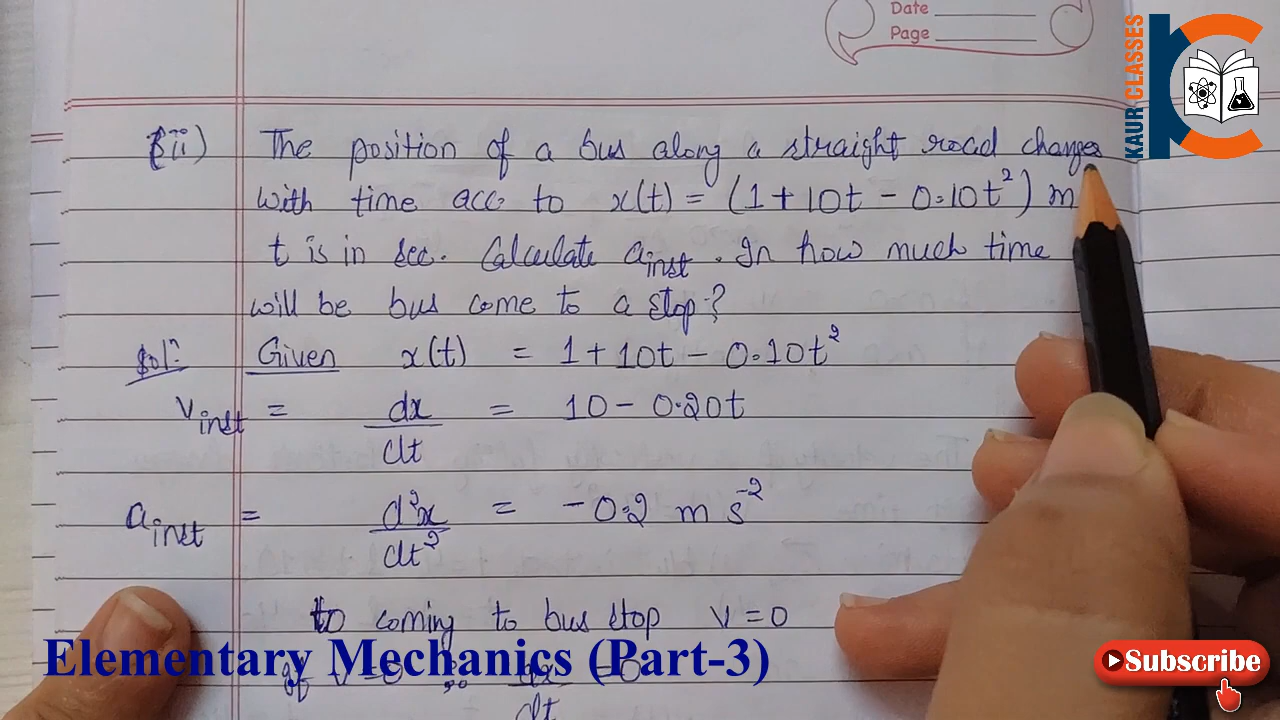 Date
Page
KAUR CLASSES
(ii) The position of a bus along a straight road changes
with time acc. to x(t) = (1 + 10t - 0.10t²) m
t is in sec. Calculate a_inst. In how much time
will be bus come to a stop?
Sol:- Given x(t) = 1 + 10t - 0.10t²
v_inst = dx/dt = 10 - 0.20t
a_inst = d²x/dt² = -0.2 m s⁻²
to coming to bus stop v = 0
Elementary Mechanics (Part-3)
dx/dt = 0
Subscribe